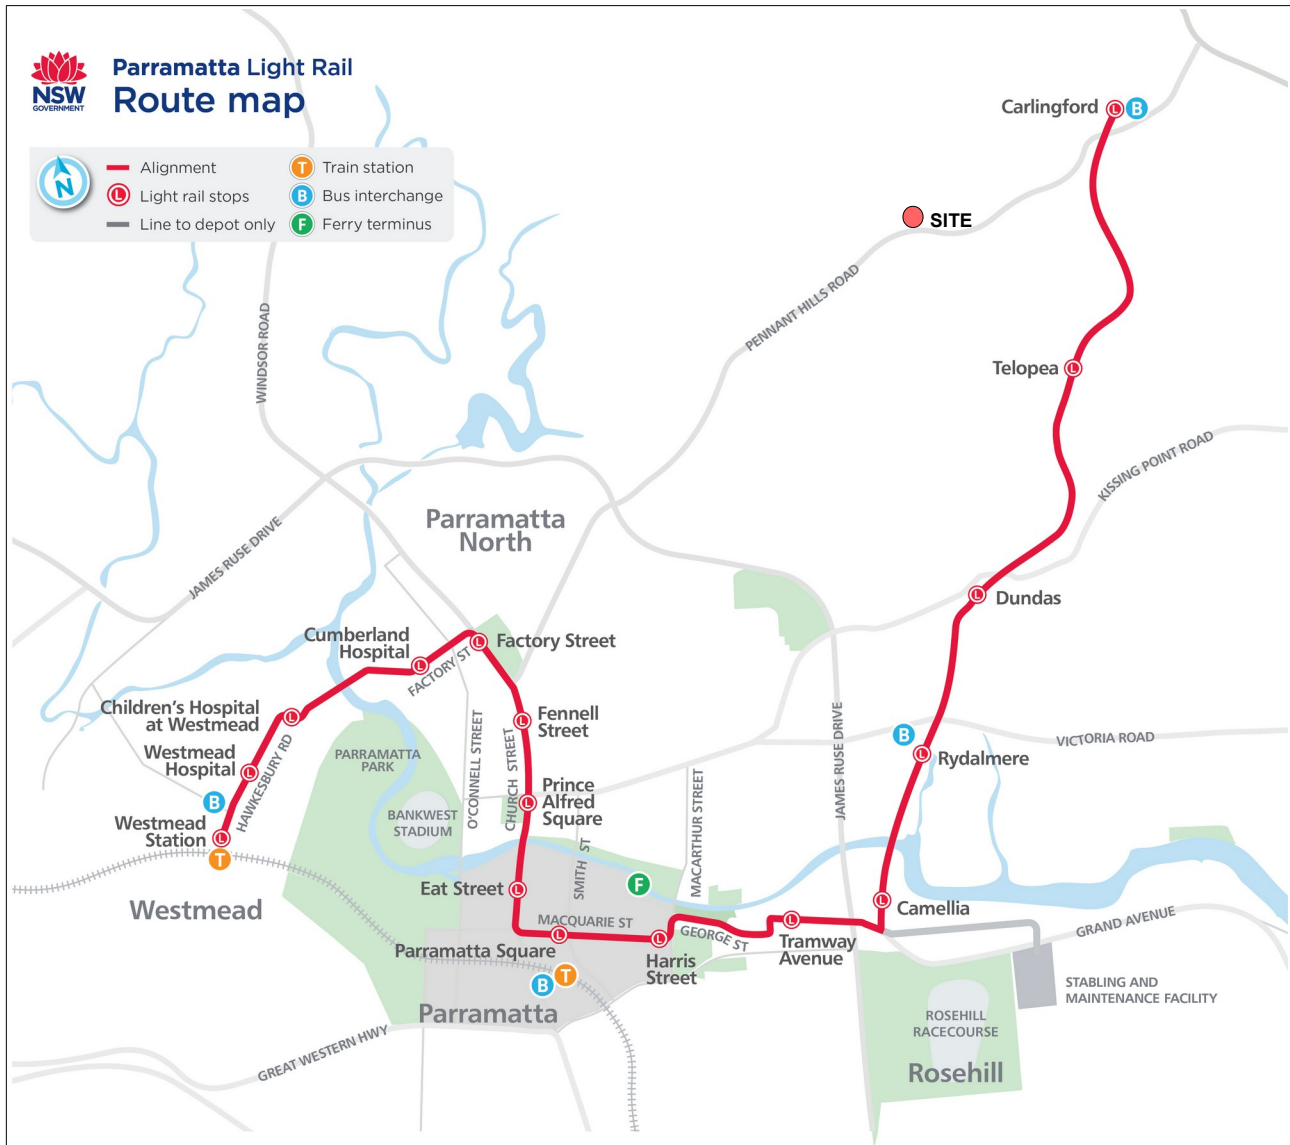 NSW
GOVERNMENT
Parramatta Light Rail
Route map
N
Alignment
L Light rail stops
Line to depot only
T Train station
B Bus interchange
F Ferry terminus
Carlingford L B
SITE
PENNANT HILLS ROAD
WINDSOR ROAD
Telopea L
KISSING POINT ROAD
JAMES RUSE DRIVE
Parramatta
North
L
Dundas
Cumberland
Hospital
L
FACTORY ST
L
Factory Street
Children's Hospital
at Westmead
L
Westmead
Hospital
L
HAWKESBURY RD
B
Westmead
Station
L
T
Westmead
PARRAMATTA
PARK
BANKWEST
STADIUM
O'CONNELL STREET
CHURCH STREET
L
Fennell
Street
L
Prince
Alfred
Square
SMITH ST
MACARTHUR STREET
JAMES RUSE DRIVE
B
L
Rydalmere
VICTORIA ROAD
Eat Street L
F
MACQUARIE ST
Parramatta Square
L
L
Harris
Street
GEORGE ST
L
Tramway
Avenue
L
Camellia
GRAND AVENUE
B T
Parramatta
GREAT WESTERN HWY
STABLING AND
MAINTENANCE FACILITY
ROSEHILL
RACECOURSE
Rosehill